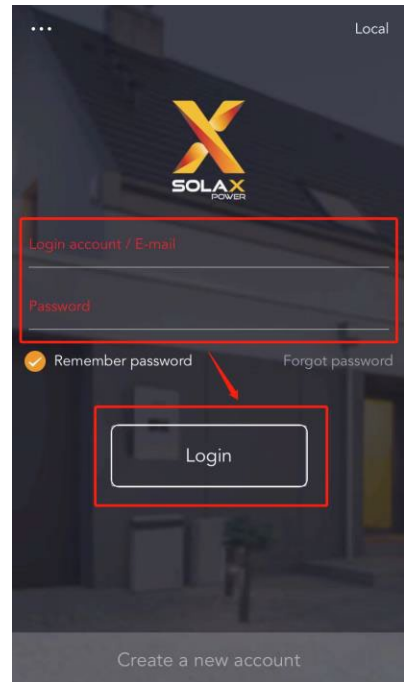 ... Local
SOLAX
POWER
Login account / E-mail
Password
Remember password Forgot password
Login
Create a new account